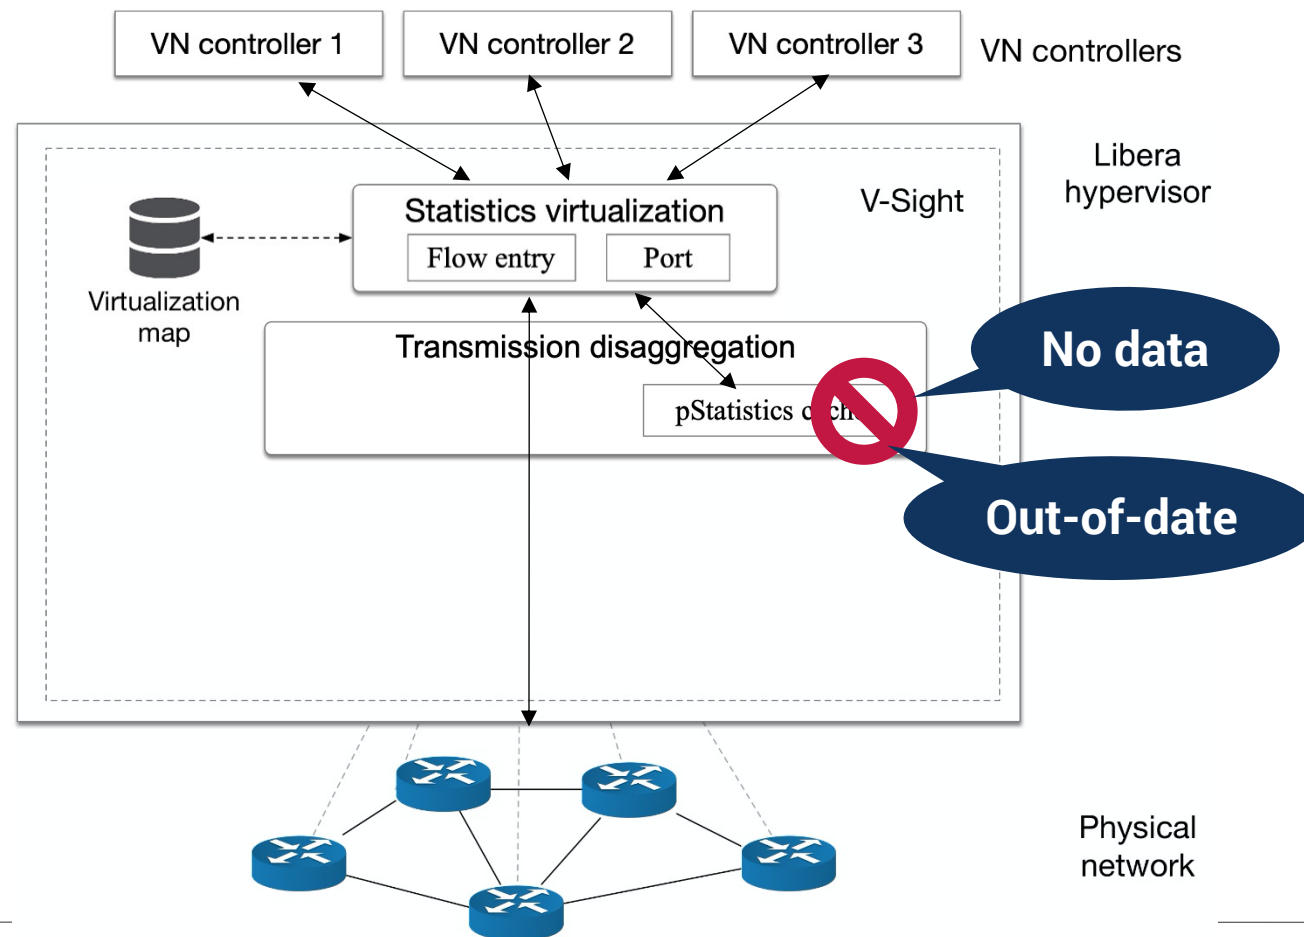 VN controller 1
VN controller 2
VN controller 3
VN controllers
Libera
hypervisor
V-Sight
Statistics virtualization
Flow entry
Port
Virtualization
map
Transmission disaggregation
No data
pStatistics cache
Out-of-date
Physical
network